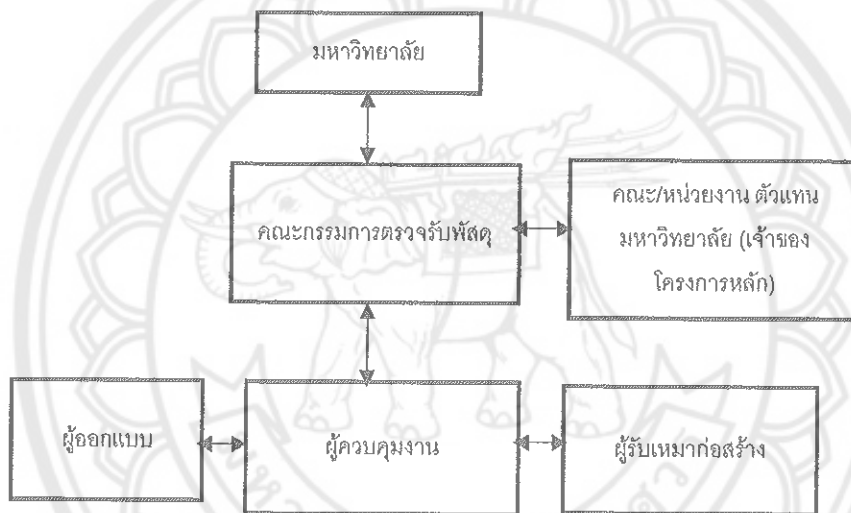 มหาวิทยาลัย
คณะกรรมการตรวจรับพัสดุ
คณะ/หน่วยงาน ตัวแทน
มหาวิทยาลัย (เจ้าของ
โครงการหลัก)
ผู้ออกแบบ
ผู้ควบคุมงาน
ผู้รับเหมาก่อสร้าง